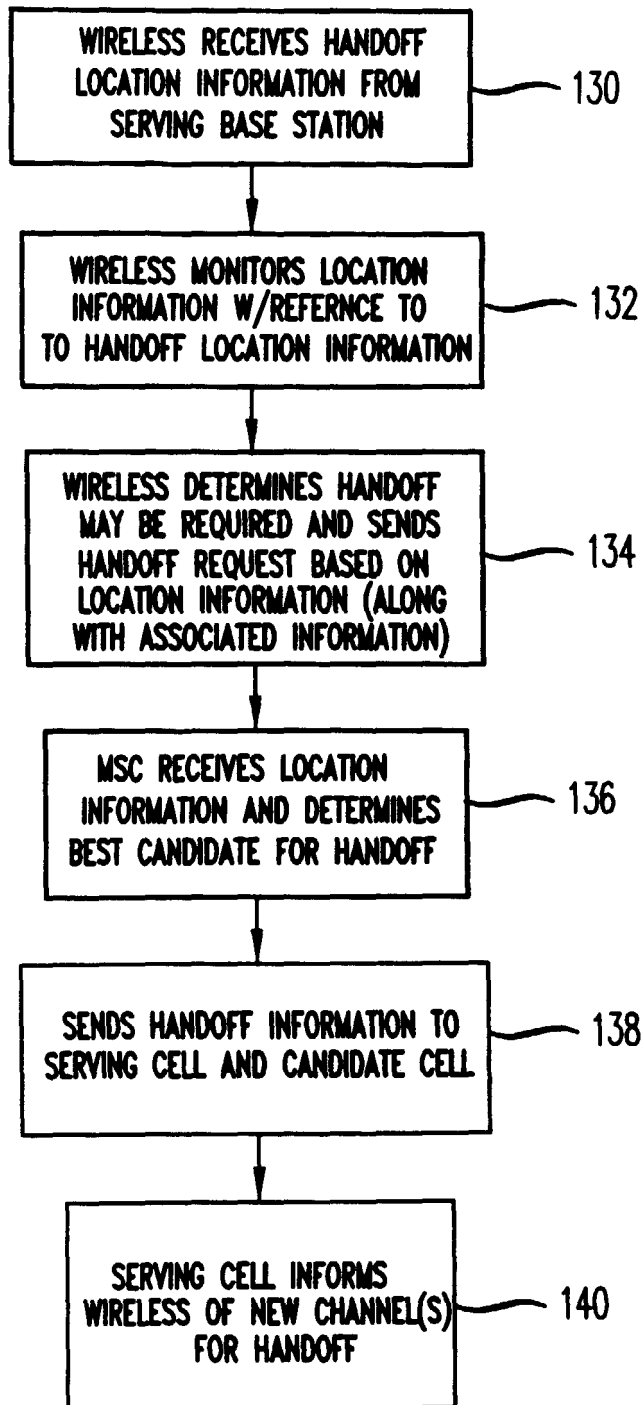 WIRELESS RECEIVES HANDOFF
LOCATION INFORMATION FROM
SERVING BASE STATION
130
WIRELESS MONITORS LOCATION
INFORMATION W/REFERNCE TO
TO HANDOFF LOCATION INFORMATION
132
WIRELESS DETERMINES HANDOFF
MAY BE REQUIRED AND SENDS
HANDOFF REQUEST BASED ON
LOCATION INFORMATION (ALONG
WITH ASSOCIATED INFORMATION)
134
MSC RECEIVES LOCATION
INFORMATION AND DETERMINES
BEST CANDIDATE FOR HANDOFF
136
SENDS HANDOFF INFORMATION TO
SERVING CELL AND CANDIDATE CELL
138
SERVING CELL INFORMS
WIRELESS OF NEW CHANNEL(S)
FOR HANDOFF
140